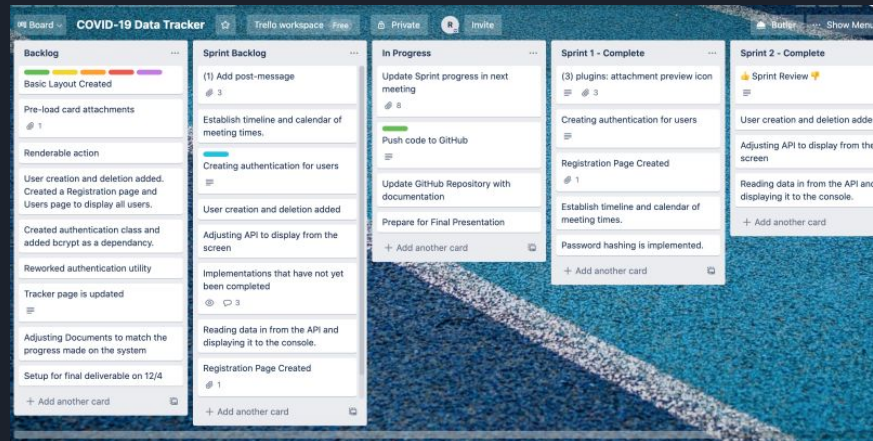 Board
COVID-19 Data Tracker
Trello workspace Free
Private
R
Invite
Butler
... Show Menu
Backlog
...
Basic Layout Created
Pre-load card attachments
1
Renderable action
User creation and deletion added.
Created a Registration page and
Users page to display all users.
Created authentication class and
added bcrypt as a dependancy.
Reworked authentication utility
Tracker page is updated
Adjusting Documents to match the
progress made on the system
Setup for final deliverable on 12/4
+ Add another card
Sprint Backlog
...
(1) Add post-message
3
Establish timeline and calendar of
meeting times.
Creating authentication for users
User creation and deletion added
Adjusting API to display from the
screen
Implementations that have not yet
been completed
3
Reading data in from the API and
displaying it to the console.
Registration Page Created
1
+ Add another card
In Progress
...
Update Sprint progress in next
meeting
8
Push code to GitHub
Update GitHub Repository with
documentation
Prepare for Final Presentation
+ Add another card
Sprint 1 - Complete
...
(3) plugins: attachment preview icon
3
Creating authentication for users
Registration Page Created
1
Establish timeline and calendar of
meeting times.
Password hashing is implemented.
+ Add another card
Sprint 2 - Complete
👍 Sprint Review 👎
User creation and deletion adde
Adjusting API to display from the
screen
Reading data in from the API and
displaying it to the console.
+ Add another card